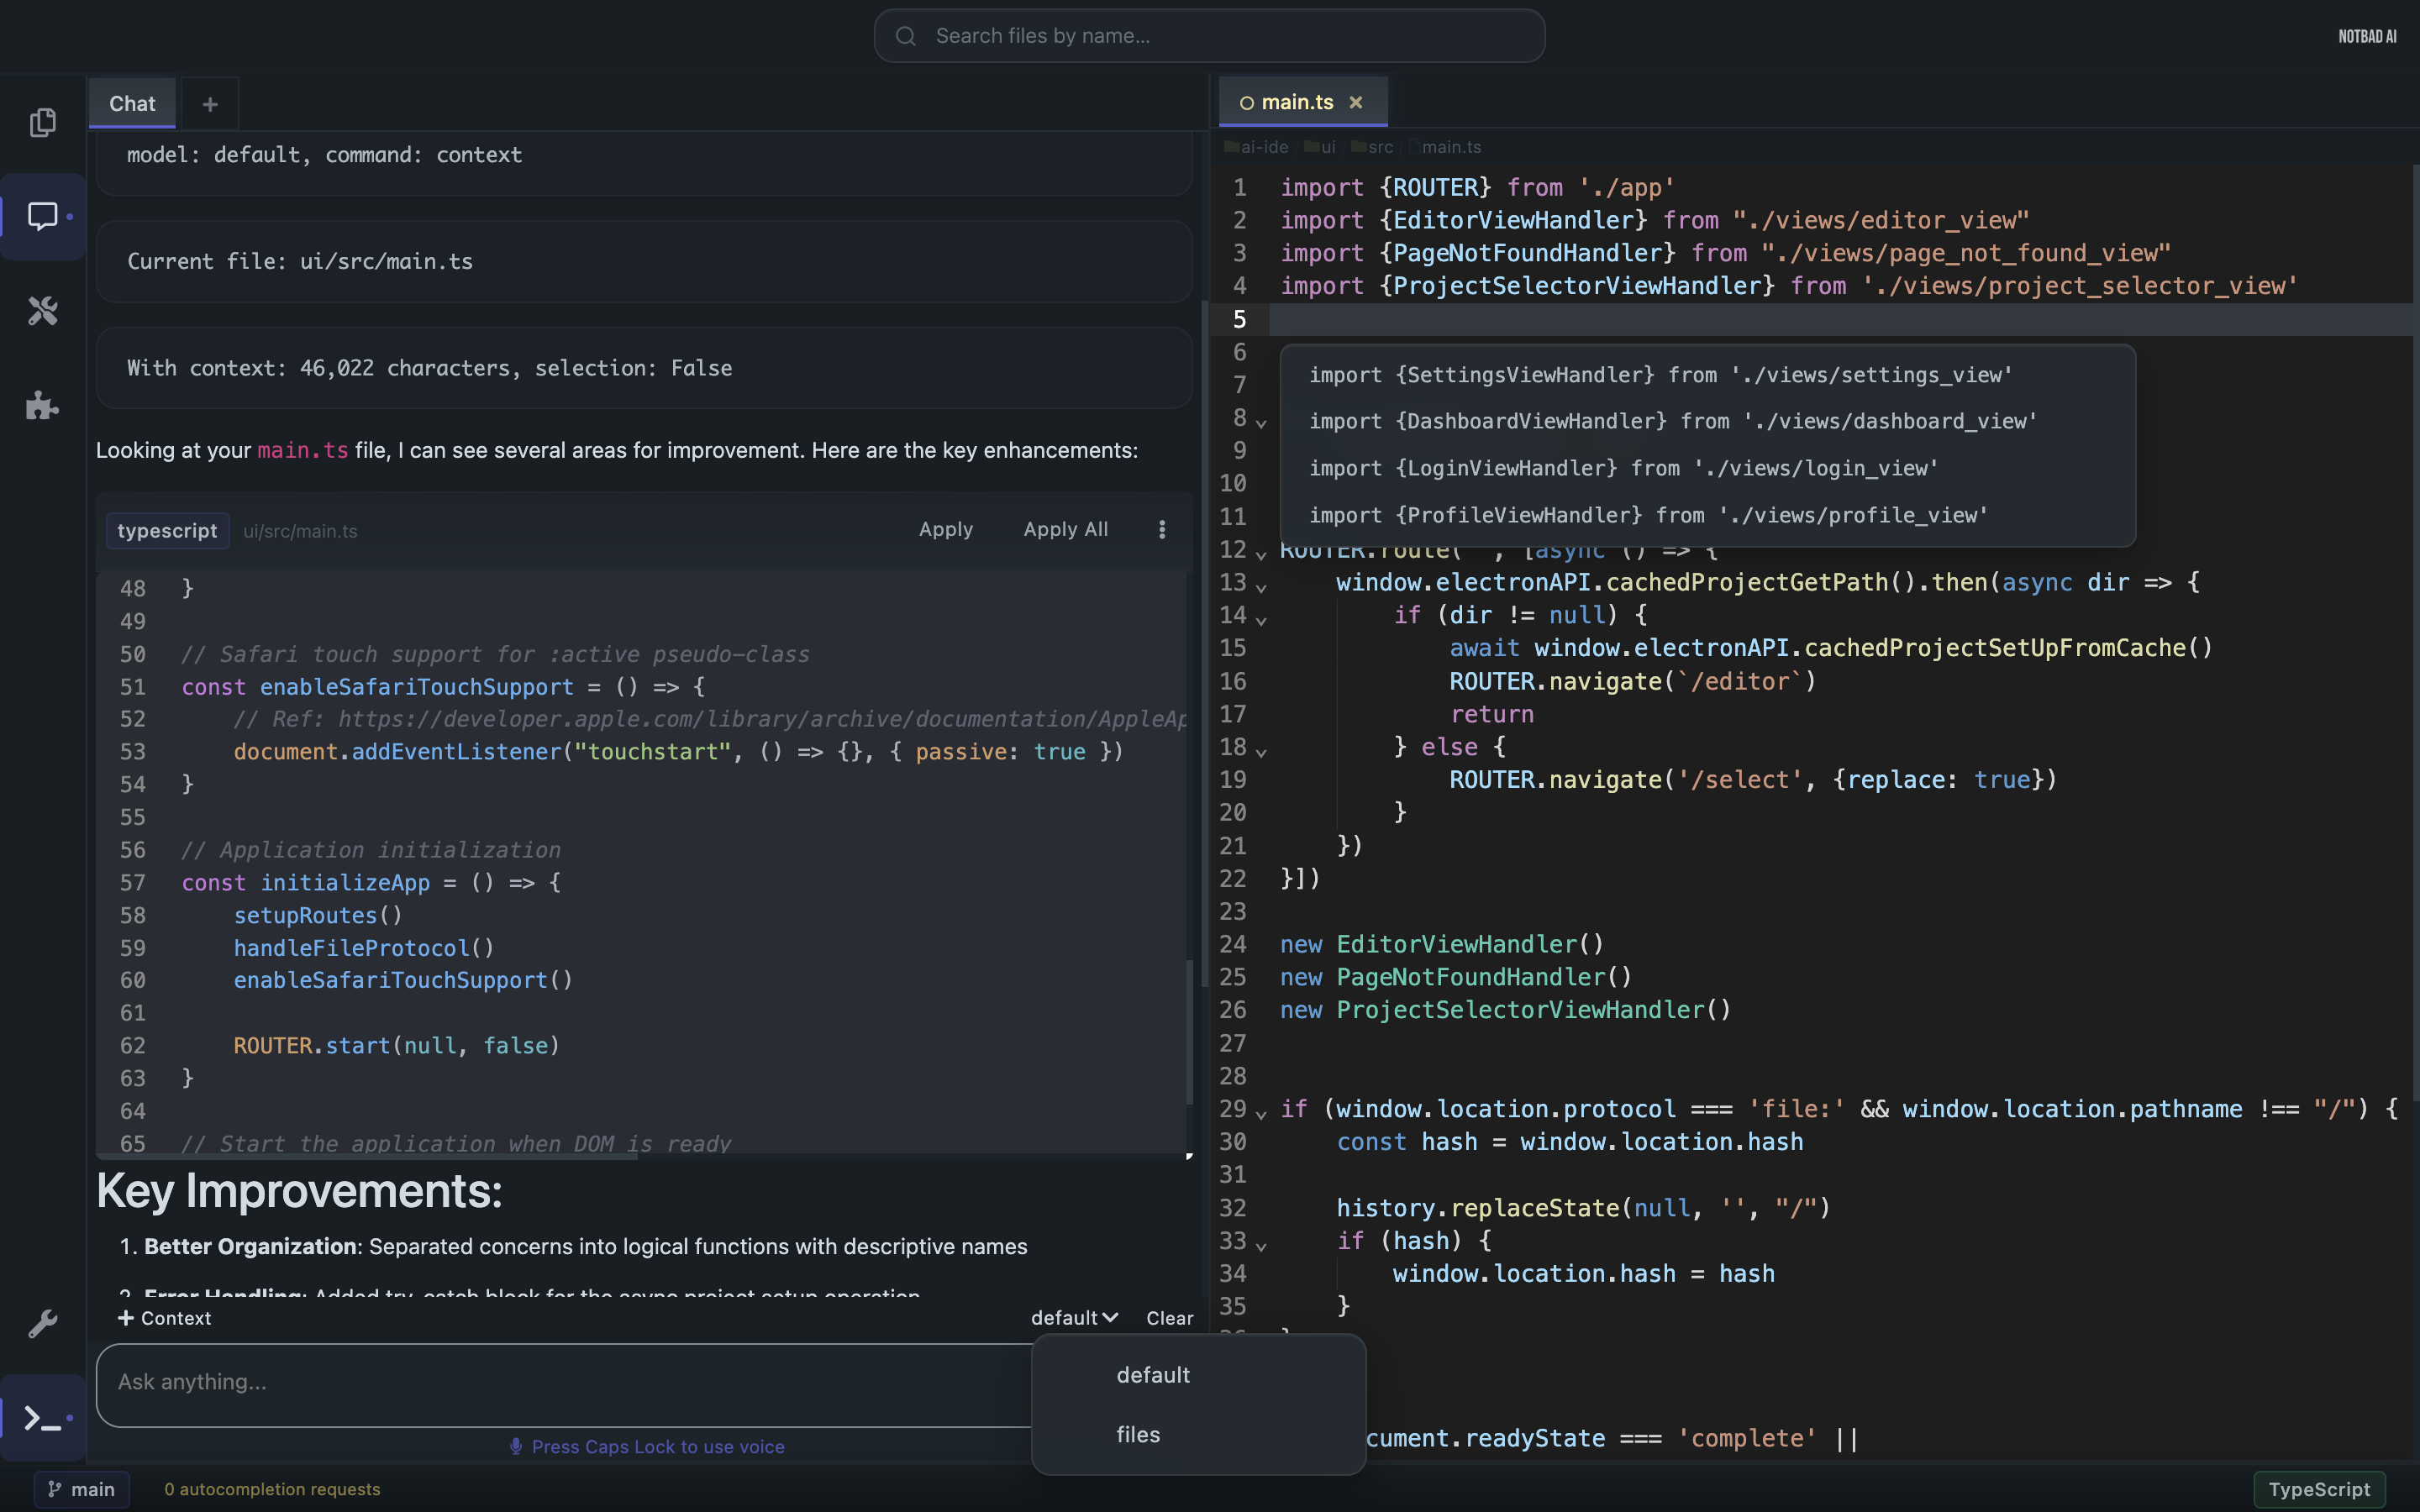 Search files by name...
NOTBAD AI
Chat
+
model: default, command: context
Current file: ui/src/main.ts
With context: 46,022 characters, selection: False
Looking at your main.ts file, I can see several areas for improvement. Here are the key enhancements:
typescript ui/src/main.ts Apply Apply All
48 }
49
50 // Safari touch support for :active pseudo-class
51 const enableSafariTouchSupport = () => {
52 // Ref: https://developer.apple.com/library/archive/documentation/AppleAp
53 document.addEventListener("touchstart", () => {}, { passive: true })
54 }
55
56 // Application initialization
57 const initializeApp = () => {
58 setupRoutes()
59 handleFileProtocol()
60 enableSafariTouchSupport()
61
62 ROUTER.start(null, false)
63 }
64
65 // Start the application when DOM is ready
Key Improvements:
1. Better Organization: Separated concerns into logical functions with descriptive names
2. Error Handling: Added try-catch block for the async project setup operation
+ Context
default
Clear
Ask anything...
default
files
Press Caps Lock to use voice
main.ts ×
ai-ide / ui / src / main.ts
1 import {ROUTER} from './app'
2 import {EditorViewHandler} from "./views/editor_view"
3 import {PageNotFoundHandler} from "./views/page_not_found_view"
4 import {ProjectSelectorViewHandler} from './views/project_selector_view'
5
6
import {SettingsViewHandler} from './views/settings_view'
7
8
import {DashboardViewHandler} from './views/dashboard_view'
9
import {LoginViewHandler} from './views/login_view'
10
11
import {ProfileViewHandler} from './views/profile_view'
12 ROUTER.route( , [async () => {
13 window.electronAPI.cachedProjectGetPath().then(async dir => {
14 if (dir != null) {
15 await window.electronAPI.cachedProjectSetUpFromCache()
16 ROUTER.navigate(`/editor`)
17 return
18 } else {
19 ROUTER.navigate('/select', {replace: true})
20 }
21 })
22 }])
23
24 new EditorViewHandler()
25 new PageNotFoundHandler()
26 new ProjectSelectorViewHandler()
27
28
29 if (window.location.protocol === 'file:' && window.location.pathname !== "/") {
30 const hash = window.location.hash
31
32 history.replaceState(null, '', "/")
33 if (hash) {
34 window.location.hash = hash
35 }
cument.readyState === 'complete' ||
main
0 autocompletion requests
TypeScript